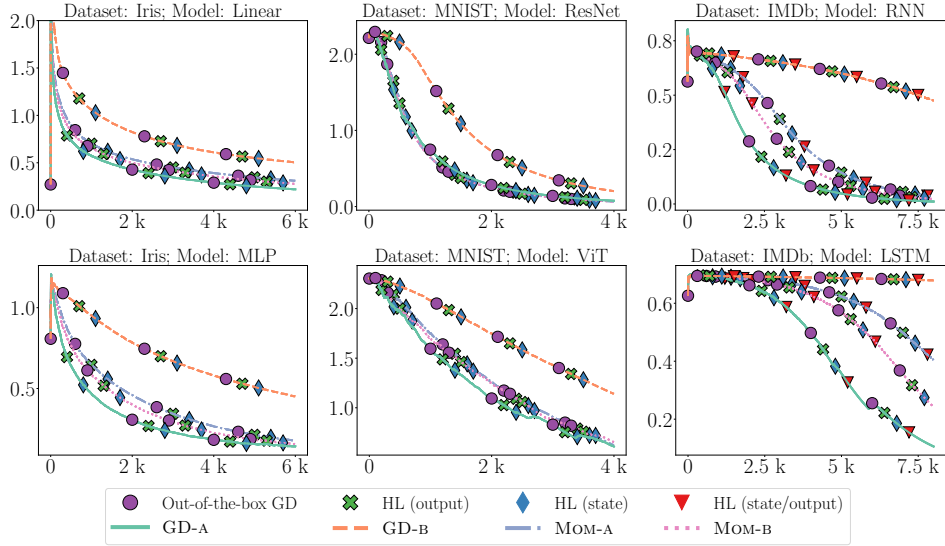 Dataset: Iris; Model: Linear
Dataset: MNIST; Model: ResNet
Dataset: IMDb; Model: RNN
2.0
1.5
1.0
0.5
0.0
0
2 k
4 k
6 k
2.0
1.0
0.0
0
2 k
4 k
0.8
0.5
0.2
0.0
0
2.5 k
5 k
7.5 k
Dataset: Iris; Model: MLP
Dataset: MNIST; Model: ViT
Dataset: IMDb; Model: LSTM
1.0
0.5
0
2 k
4 k
6 k
2.5
2.0
1.5
1.0
0
2 k
4 k
0.6
0.4
0.2
0
2.5 k
5 k
7.5 k
Out-of-the-box GD
HL (output)
HL (state)
HL (state/output)
GD-A
GD-B
MOM-A
MOM-B